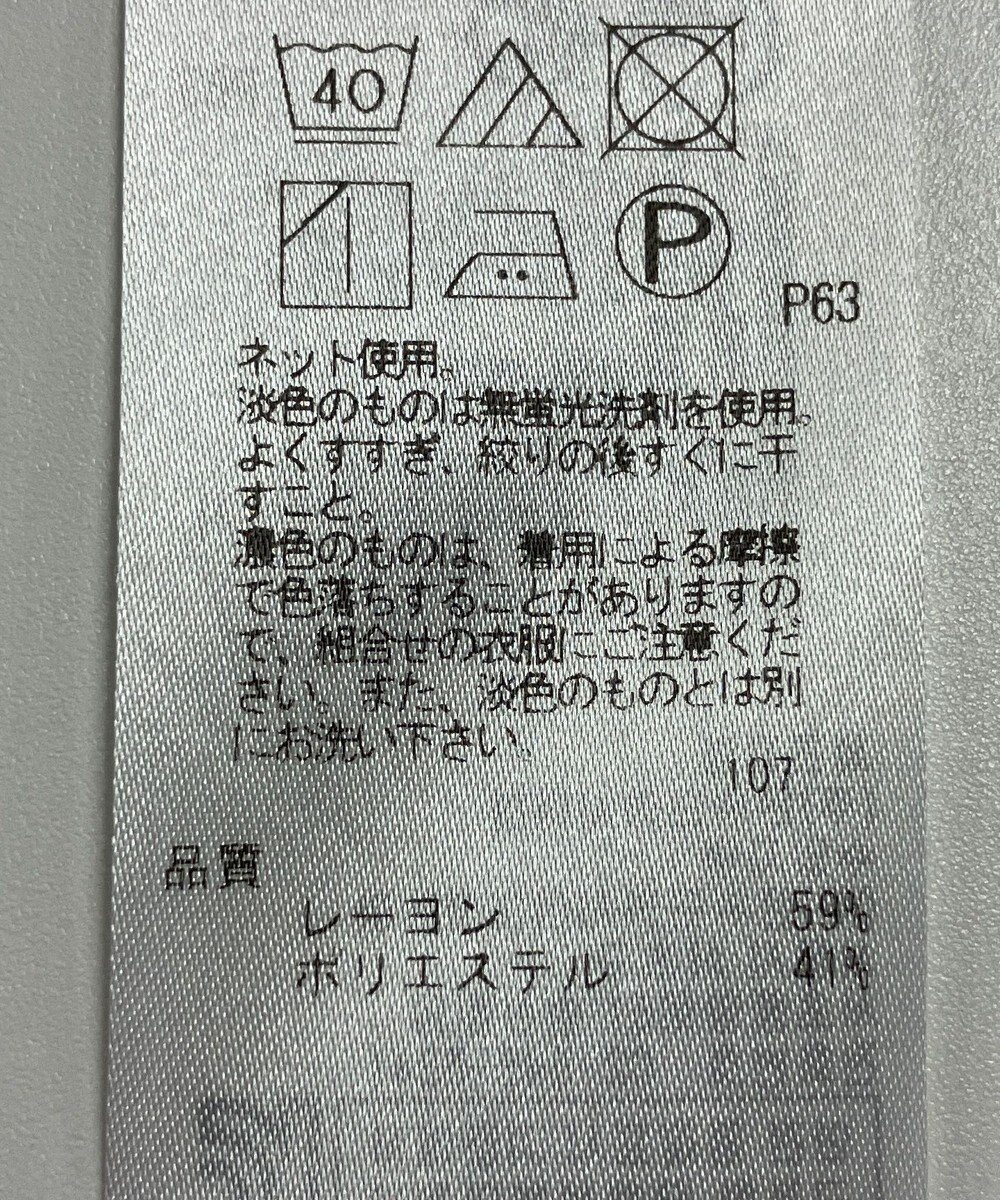 40
P
P63
ネット使用。
淡色のものは無蛍光洗剤を使用。
よくすすぎ、絞りの後すぐに干
すこと。
濃色のものは、着用による摩擦
で色落ちすることがありますの
で、組合せの衣服にご注意くだ
さい。また、淡色のものとは別
にお洗い下さい。
107
品質
レーヨン 59%
ポリエステル 41%